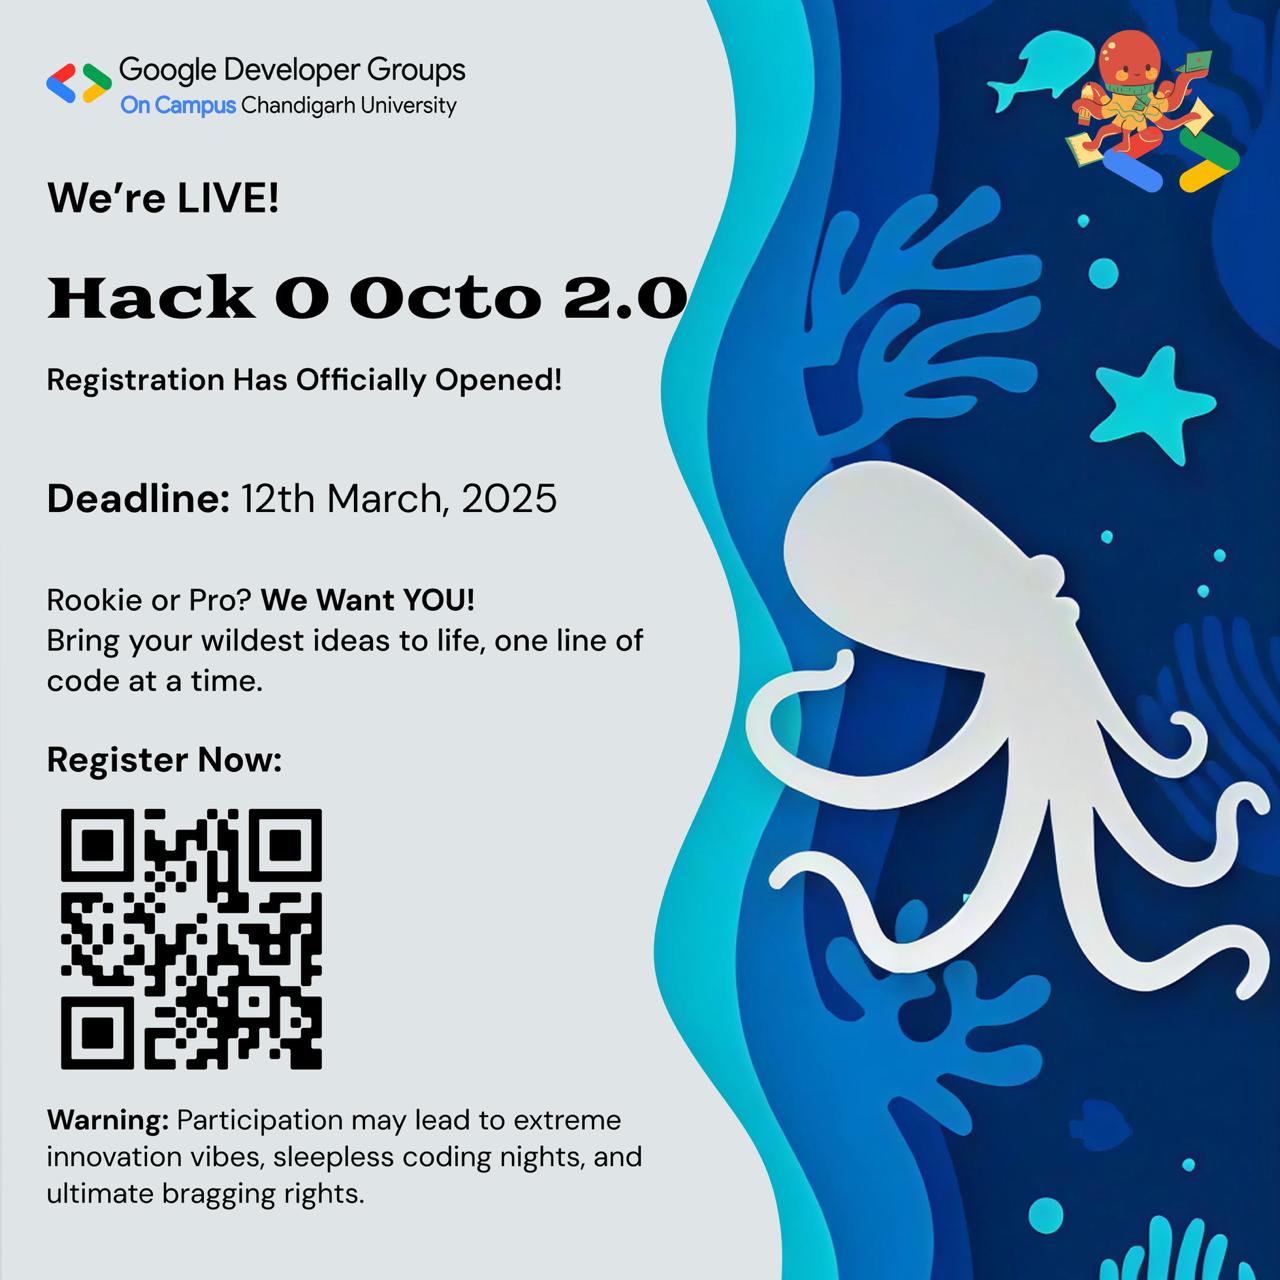 Google Developer Groups
On Campus Chandigarh University
We're LIVE!
Hack O Octo 2.0
Registration Has Officially Opened!
Deadline: 12th March, 2025
Rookie or Pro? We Want YOU!
Bring your wildest ideas to life, one line of
code at a time.
Register Now:
Warning: Participation may lead to extreme
innovation vibes, sleepless coding nights, and
ultimate bragging rights.